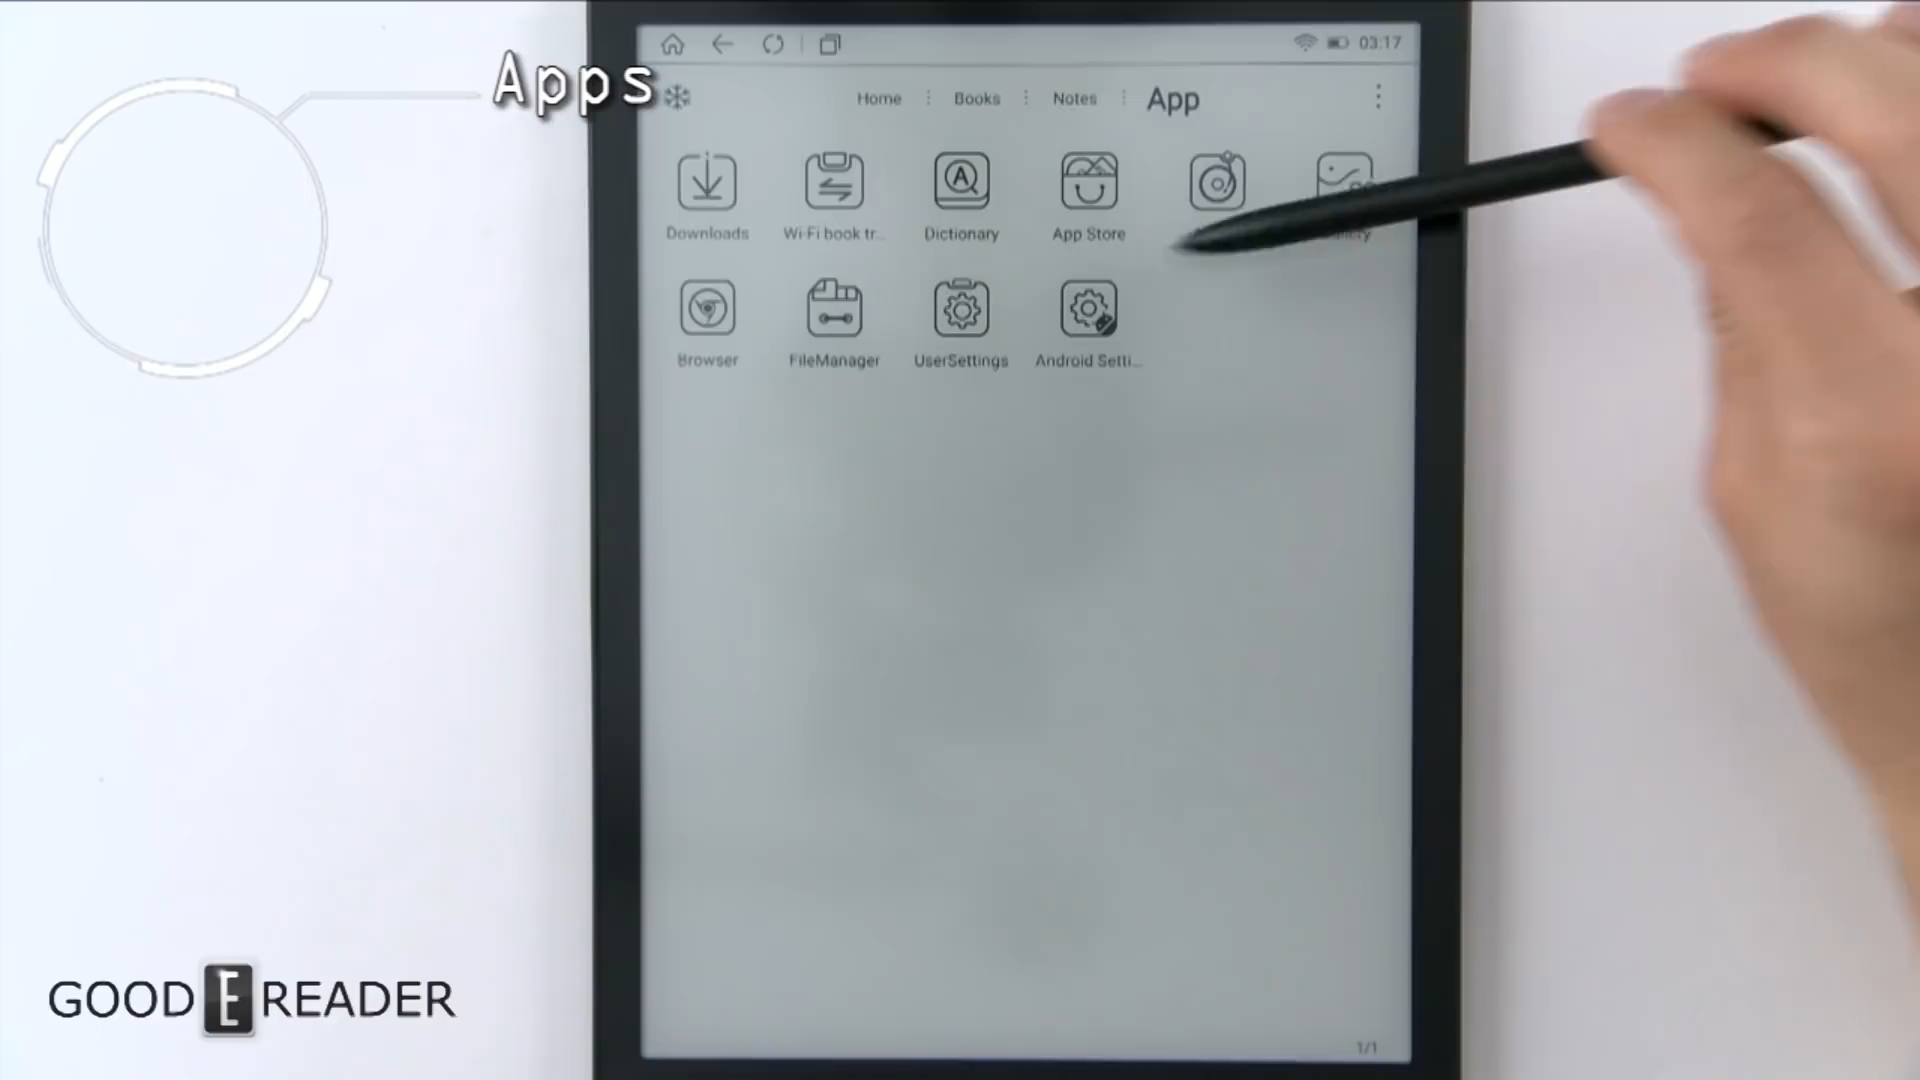 Apps
03:17
Home
Books
Notes
App
Downloads
Wi-Fi book tr...
Dictionary
App Store
Browser
FileManager
UserSettings
Android Setti...
1/1
GOOD E READER